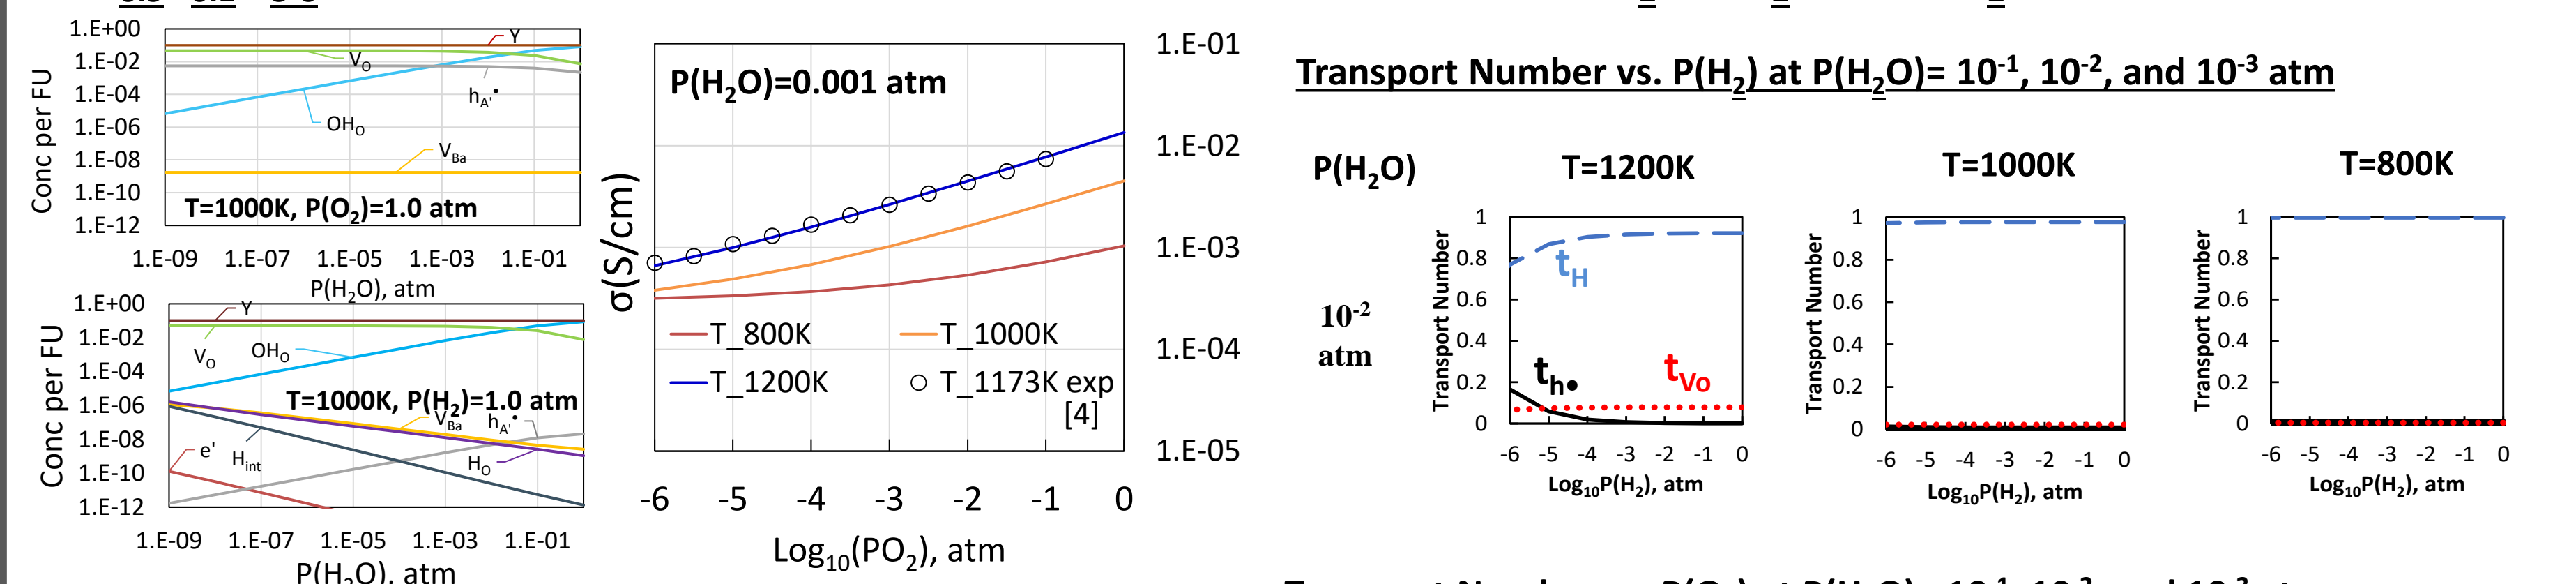 1.E+00
1.E-02
1.E-04
1.E-06
1.E-08
1.E-10
1.E-12
Conc per FU
Y
V_O
h_A'•
OH_O
V_Ba
T=1000K, P(O₂)=1.0 atm
1.E-09 1.E-07 1.E-05 1.E-03 1.E-01
P(H₂O), atm
1.E+00
1.E-02
1.E-04
1.E-06
1.E-08
1.E-10
1.E-12
Conc per FU
Y
V_O
OH_O
T=1000K, P(H₂)=1.0 atm
V_Ba
h_A'•
e'
H_int
H_O
1.E-09 1.E-07 1.E-05 1.E-03 1.E-01
P(H₂O), atm
P(H₂O)=0.001 atm
σ(S/cm)
T_800K
T_1000K
T_1200K
T_1173K exp
[4]
1.E-01
1.E-02
1.E-03
1.E-04
1.E-05
-6 -5 -4 -3 -2 -1 0
Log₁₀(PO₂), atm
Transport Number vs. P(H₂) at P(H₂O)= 10⁻¹, 10⁻², and 10⁻³ atm
P(H₂O)
T=1200K
T=1000K
T=800K
10⁻²
atm
Transport Number
1
0.8
0.6
0.4
0.2
0
t_H
t_h•
t_Vo
-6 -5 -4 -3 -2 -1 0
Log₁₀P(H₂), atm
Transport Number
1
0.8
0.6
0.4
0.2
0
-6 -5 -4 -3 -2 -1 0
Log₁₀P(H₂), atm
Transport Number
1
0.8
0.6
0.4
0.2
0
-6 -5 -4 -3 -2 -1 0
Log₁₀P(H₂), atm